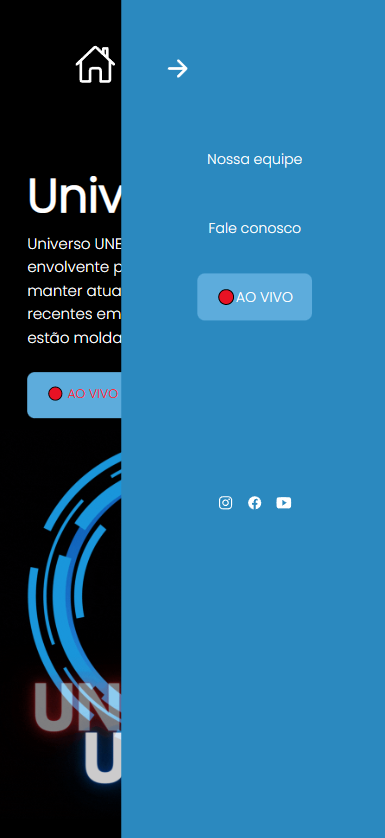 Nossa equipe
Fale conosco
AO VIVO
Univ
Universo UNE
envolvente p
manter atua
recentes em
estão molda
AO VIVO
UN
U